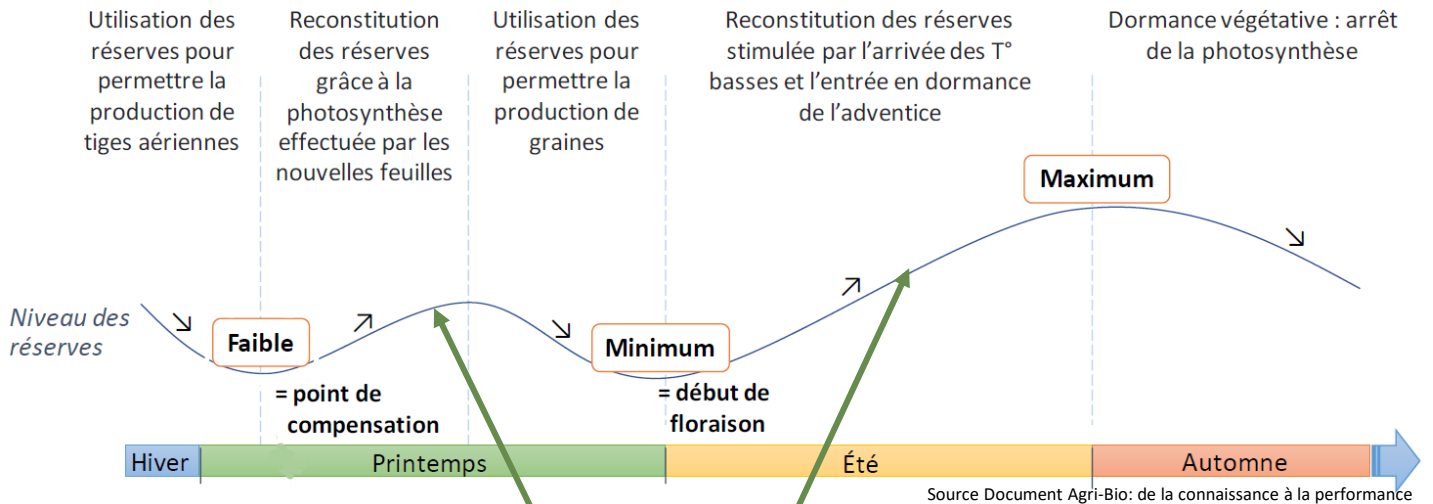 Utilisation des
réserves pour
permettre la
production de
tiges aériennes
Reconstitution
des réserves
grâce à la
photosynthèse
effectuée par les
nouvelles feuilles
Utilisation des
réserves pour
permettre la
production de
graines
Reconstitution des réserves
stimulée par l'arrivée des T°
basses et l'entrée en dormance
de l'adventice
Dormance végétative : arrêt
de la photosynthèse
Maximum
Niveau des
réserves
Faible
Minimum
= point de
compensation
= début de
floraison
Hiver
Printemps
Été
Automne
Source Document Agri-Bio: de la connaissance à la performance